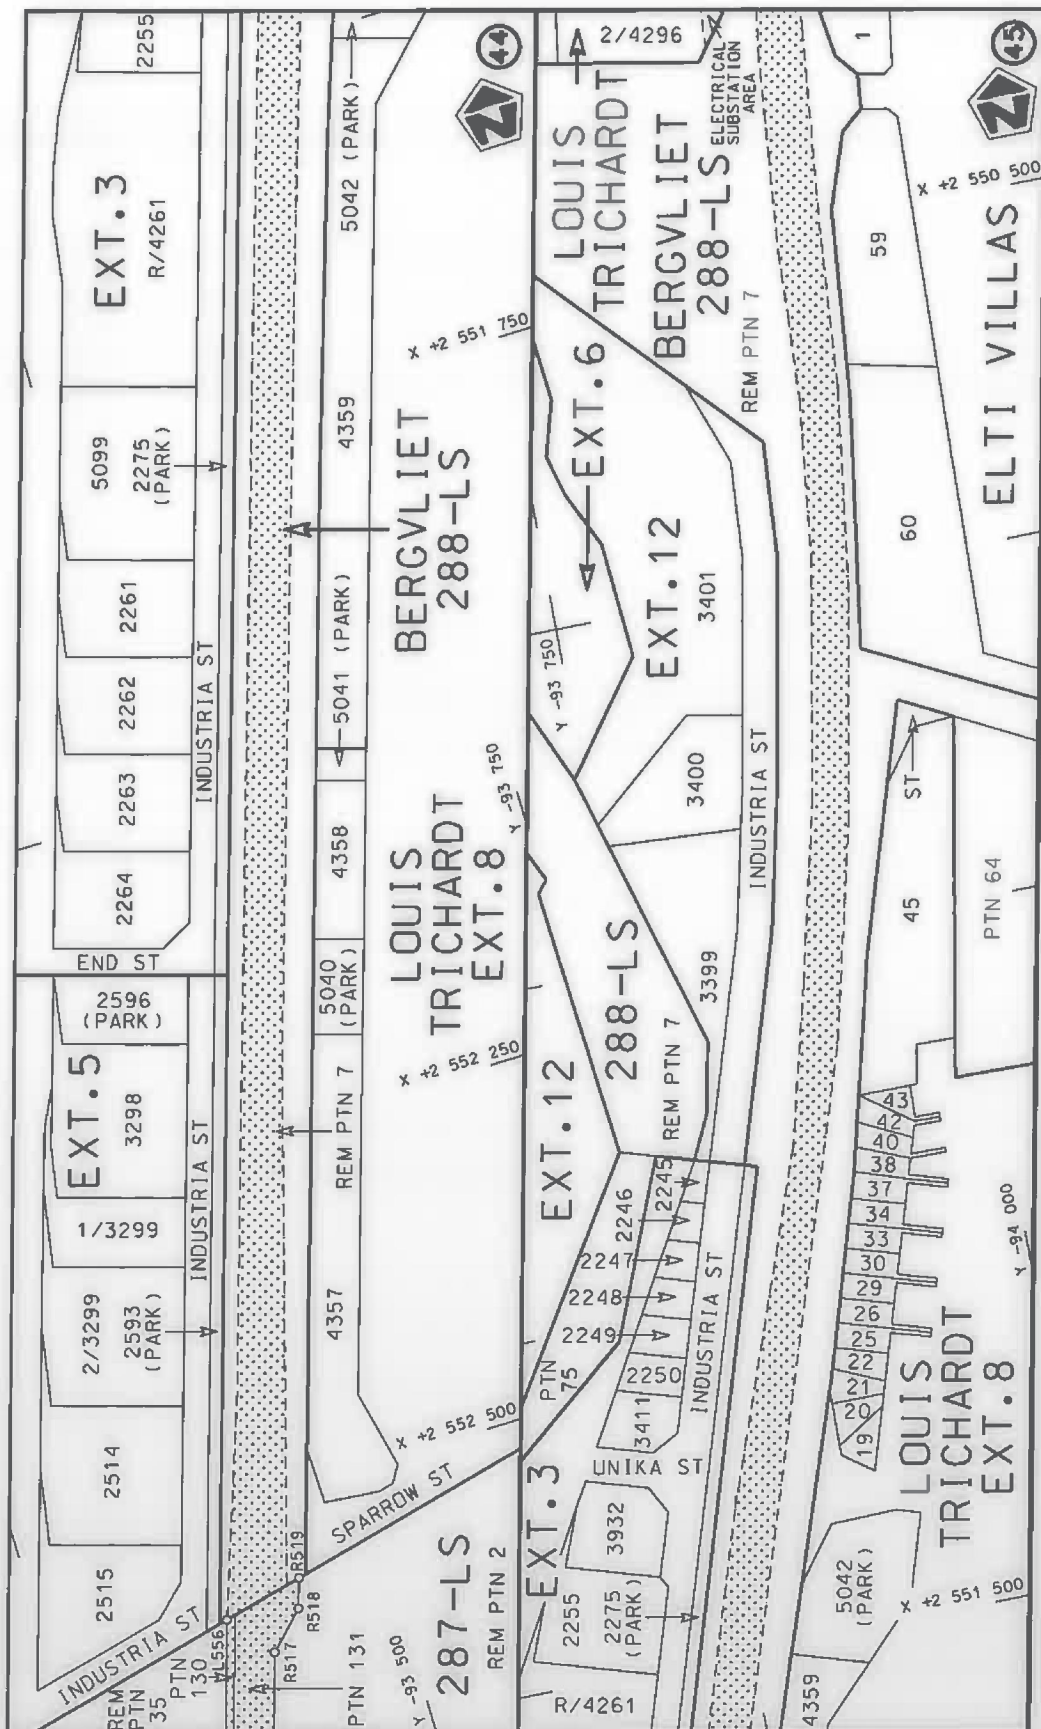 2255
EXT.3
R/4261
5099
2275
(PARK)
2261
2262
2263
2264
INDUSTRIA ST
END ST
2596
(PARK)
EXT.5
3298
1/3299
2/3299
2593
(PARK)
INDUSTRIA ST
2514
2515
INDUSTRIA ST
REM
PTN
35
PTN
130
L556
R517
R518
R519
PTN 131
Y -93 500
287-LS
REM PTN 2
SPARROW ST
X +2 552 500
4357
REM PTN 7
X +2 552 250
5040
(PARK)
4358
5041 (PARK)
4359
5042 (PARK)
LOUIS
TRICHARDT
EXT.8
Y -93 750
BERGVLIET
288-LS
X +2 551 750
44
2/4296
ELECTRICAL
SUBSTATION
AREA
LOUIS
TRICHARDT
BERGVLIET
288-LS
REM PTN 7
EXT.6
EXT.12
3401
Y -93 750
3400
INDUSTRIA ST
3399
288-LS
REM PTN 7
EXT.12
2245
2246
2247
2248
2249
2250
3411
PTN
75
INDUSTRIA ST
UNIKA ST
EXT.3
3932
2255
2275
(PARK)
R/4261
1
45
X +2 550 500
59
60
ELTI VILLAS
ST
45
PTN 64
43
42
40
38
37
34
33
30
29
26
25
22
21
20
19
Y -94 000
LOUIS
TRICHARDT
EXT.8
5042
(PARK)
X +2 551 500
4359